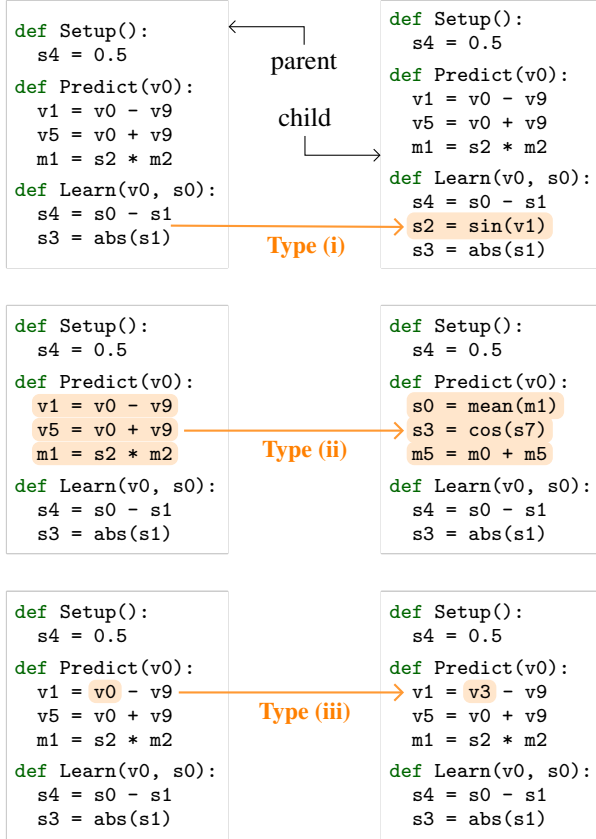 def Setup():
  s4 = 0.5
def Predict(v0):
  v1 = v0 - v9
  v5 = v0 + v9
  m1 = s2 * m2
def Learn(v0, s0):
  s4 = s0 - s1
  s3 = abs(s1)
parent
child
Type (i)
def Setup():
  s4 = 0.5
def Predict(v0):
  v1 = v0 - v9
  v5 = v0 + v9
  m1 = s2 * m2
def Learn(v0, s0):
  s4 = s0 - s1
  s2 = sin(v1)
  s3 = abs(s1)
def Setup():
  s4 = 0.5
def Predict(v0):
  v1 = v0 - v9
  v5 = v0 + v9
  m1 = s2 * m2
def Learn(v0, s0):
  s4 = s0 - s1
  s3 = abs(s1)
Type (ii)
def Setup():
  s4 = 0.5
def Predict(v0):
  s0 = mean(m1)
  s3 = cos(s7)
  m5 = m0 + m5
def Learn(v0, s0):
  s4 = s0 - s1
  s3 = abs(s1)
def Setup():
  s4 = 0.5
def Predict(v0):
  v1 = v0 - v9
  v5 = v0 + v9
  m1 = s2 * m2
def Learn(v0, s0):
  s4 = s0 - s1
  s3 = abs(s1)
Type (iii)
def Setup():
  s4 = 0.5
def Predict(v0):
  v1 = v3 - v9
  v5 = v0 + v9
  m1 = s2 * m2
def Learn(v0, s0):
  s4 = s0 - s1
  s3 = abs(s1)